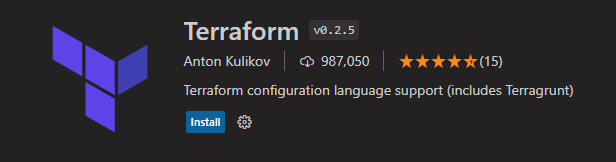 Terraform v0.2.5
Anton Kulikov 987,050 (15)
Terraform configuration language support (includes Terragrunt)
Install